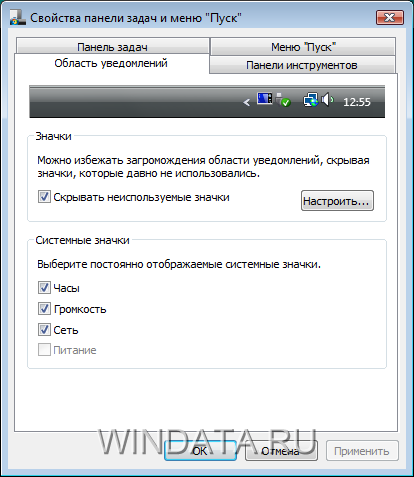 Свойства панели задач и меню "Пуск"
Панель задач
Меню "Пуск"
Область уведомлений
Панели инструментов
12:55
Значки
Можно избежать загромождения области уведомлений, скрывая
значки, которые давно не использовались.
Скрывать неиспользуемые значки
Настроить...
Системные значки
Выберите постоянно отображаемые системные значки.
Часы
Громкость
Сеть
Питание
WINDATA.RU
ОК
Отмена
Применить